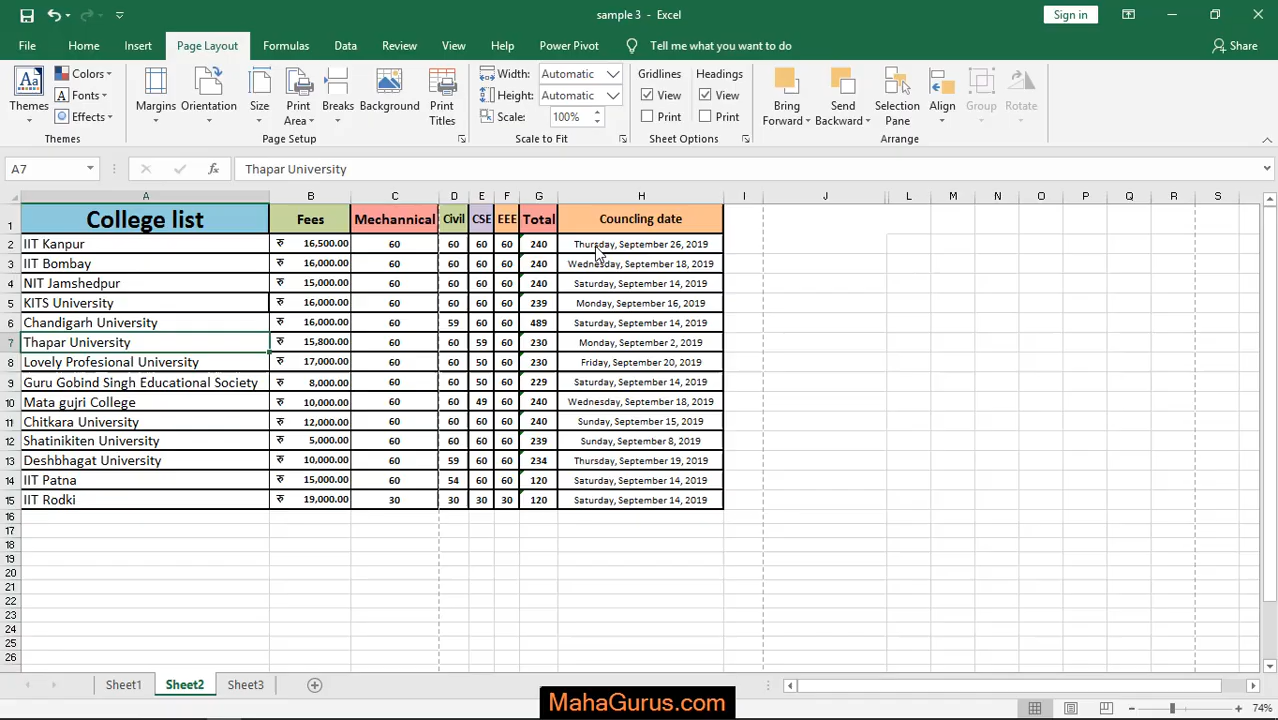 sample 3 - Excel
Sign in
File Home Insert Page Layout Formulas Data Review View Help Power Pivot Tell me what you want to do Share
Themes Colors Fonts Effects Margins Orientation Size Print Area Breaks Background Print Titles Width: Automatic Height: Automatic Scale: 100% Gridlines View Print Headings View Print Bring Forward Send Backward Selection Pane Align Group Rotate
Themes Page Setup Scale to Fit Sheet Options Arrange
A7 fx Thapar University
A B C D E F G H I J L M N O P Q R S
1 College list Fees Mechannical Civil CSE EEE Total Councling date
2 IIT Kanpur रु 16,500.00 60 60 60 60 240 Thursday, September 26, 2019
3 IIT Bombay रु 16,000.00 60 60 60 60 240 Wednesday, September 18, 2019
4 NIT Jamshedpur रु 15,000.00 60 60 60 60 240 Saturday, September 14, 2019
5 KITS University रु 16,000.00 60 60 60 60 239 Monday, September 16, 2019
6 Chandigarh University रु 16,000.00 60 59 60 60 489 Saturday, September 14, 2019
7 Thapar University रु 15,800.00 60 60 59 60 230 Monday, September 2, 2019
8 Lovely Profesional University रु 17,000.00 60 60 50 60 230 Friday, September 20, 2019
9 Guru Gobind Singh Educational Society रु 8,000.00 60 60 50 60 229 Saturday, September 14, 2019
10 Mata gujri College रु 10,000.00 60 60 49 60 240 Wednesday, September 18, 2019
11 Chitkara University रु 12,000.00 60 60 60 60 240 Sunday, September 15, 2019
12 Shatinikiten University रु 5,000.00 60 60 60 60 239 Sunday, September 8, 2019
13 Deshbhagat University रु 10,000.00 60 59 60 60 234 Thursday, September 19, 2019
14 IIT Patna रु 15,000.00 60 54 60 60 120 Saturday, September 14, 2019
15 IIT Rodki रु 19,000.00 30 30 30 30 120 Saturday, September 14, 2019
16
17
18
19
20
21
22
23
24
25
26
Sheet1 Sheet2 Sheet3
MahaGurus.com
74%